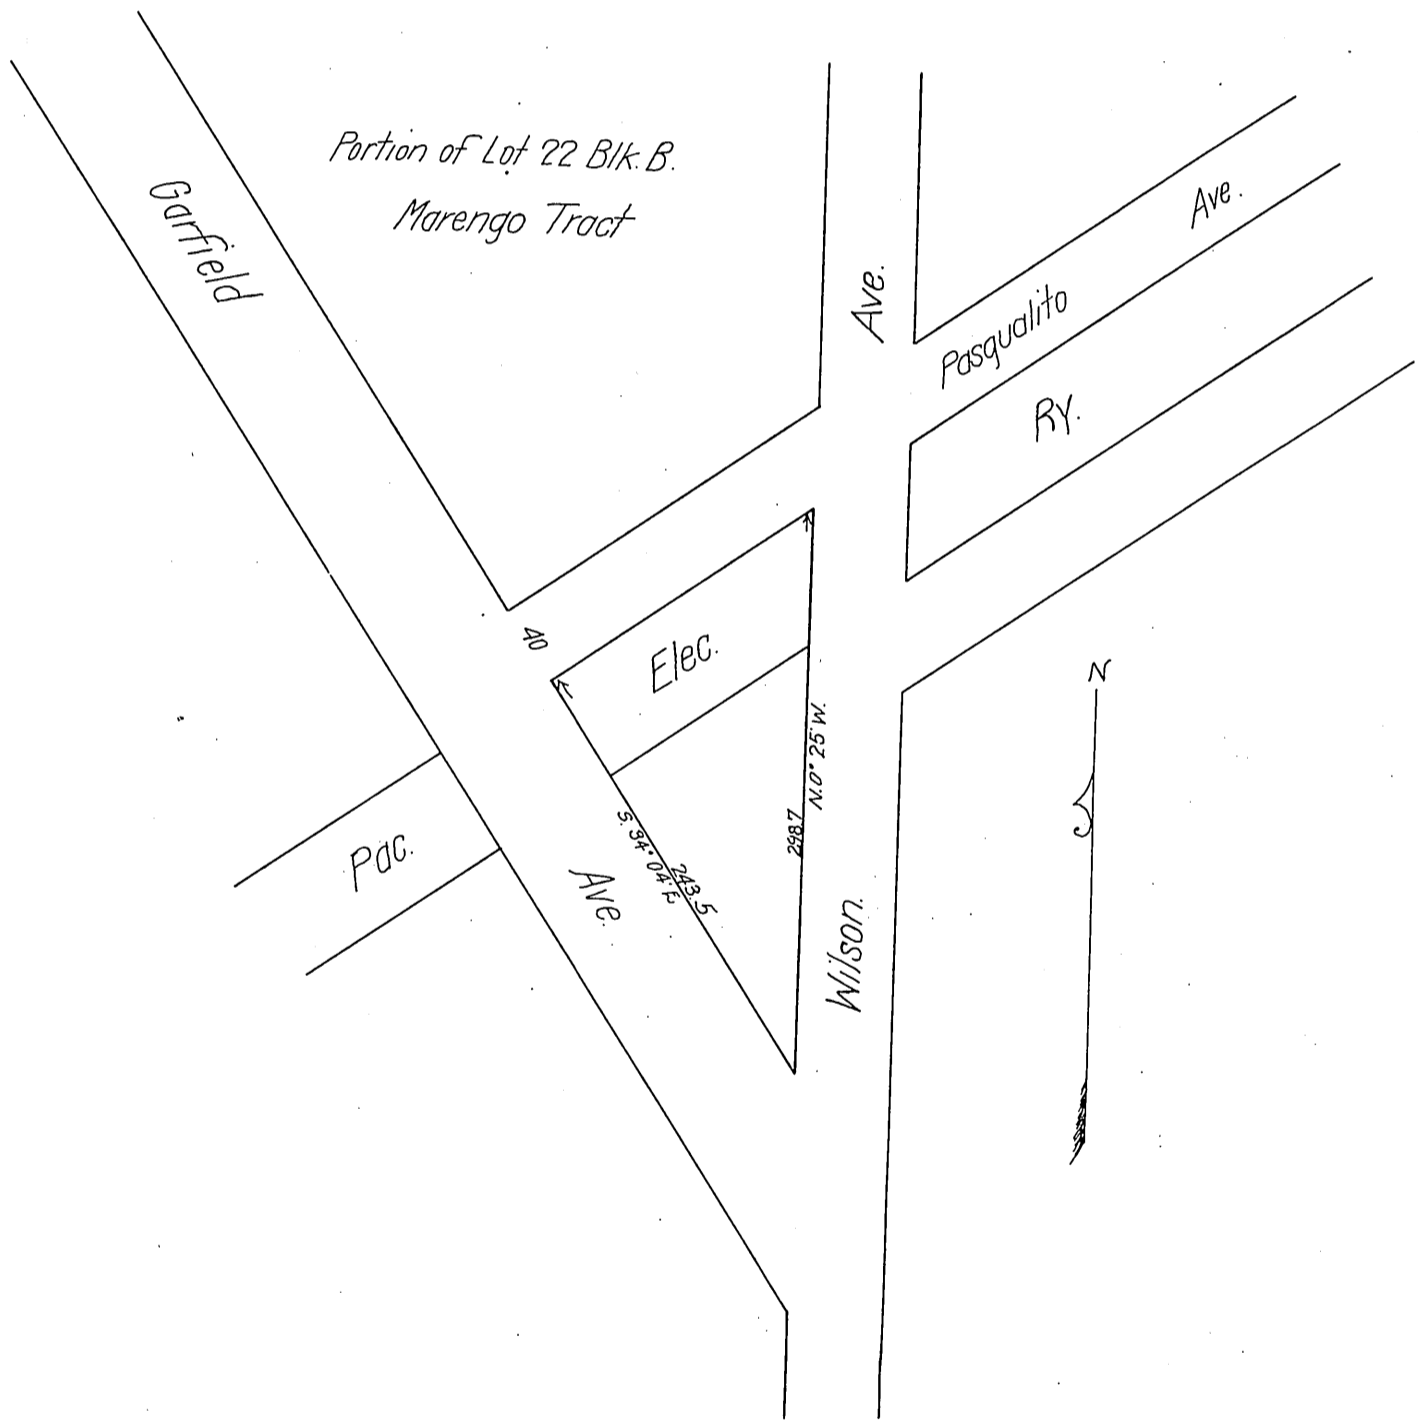 Portion of Lot 22 Blk. B.
Marengo Tract
Garfield
Ave.
Ave.
Pasqualito
RY.
40
Elec.
N
N.0° 25' W.
298.7
S. 34° 04' E
243.5
Pac.
Ave.
Wilson.